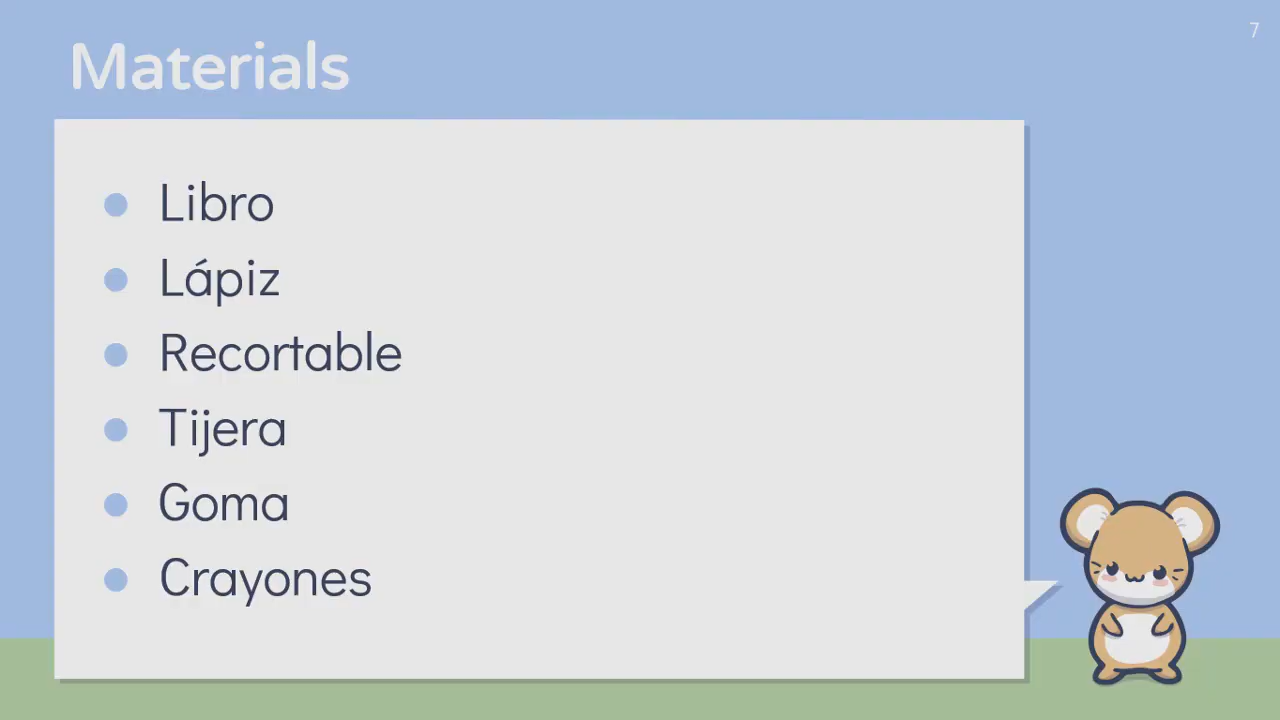 7
Materials
Libro
Lápiz
Recortable
Tijera
Goma
Crayones